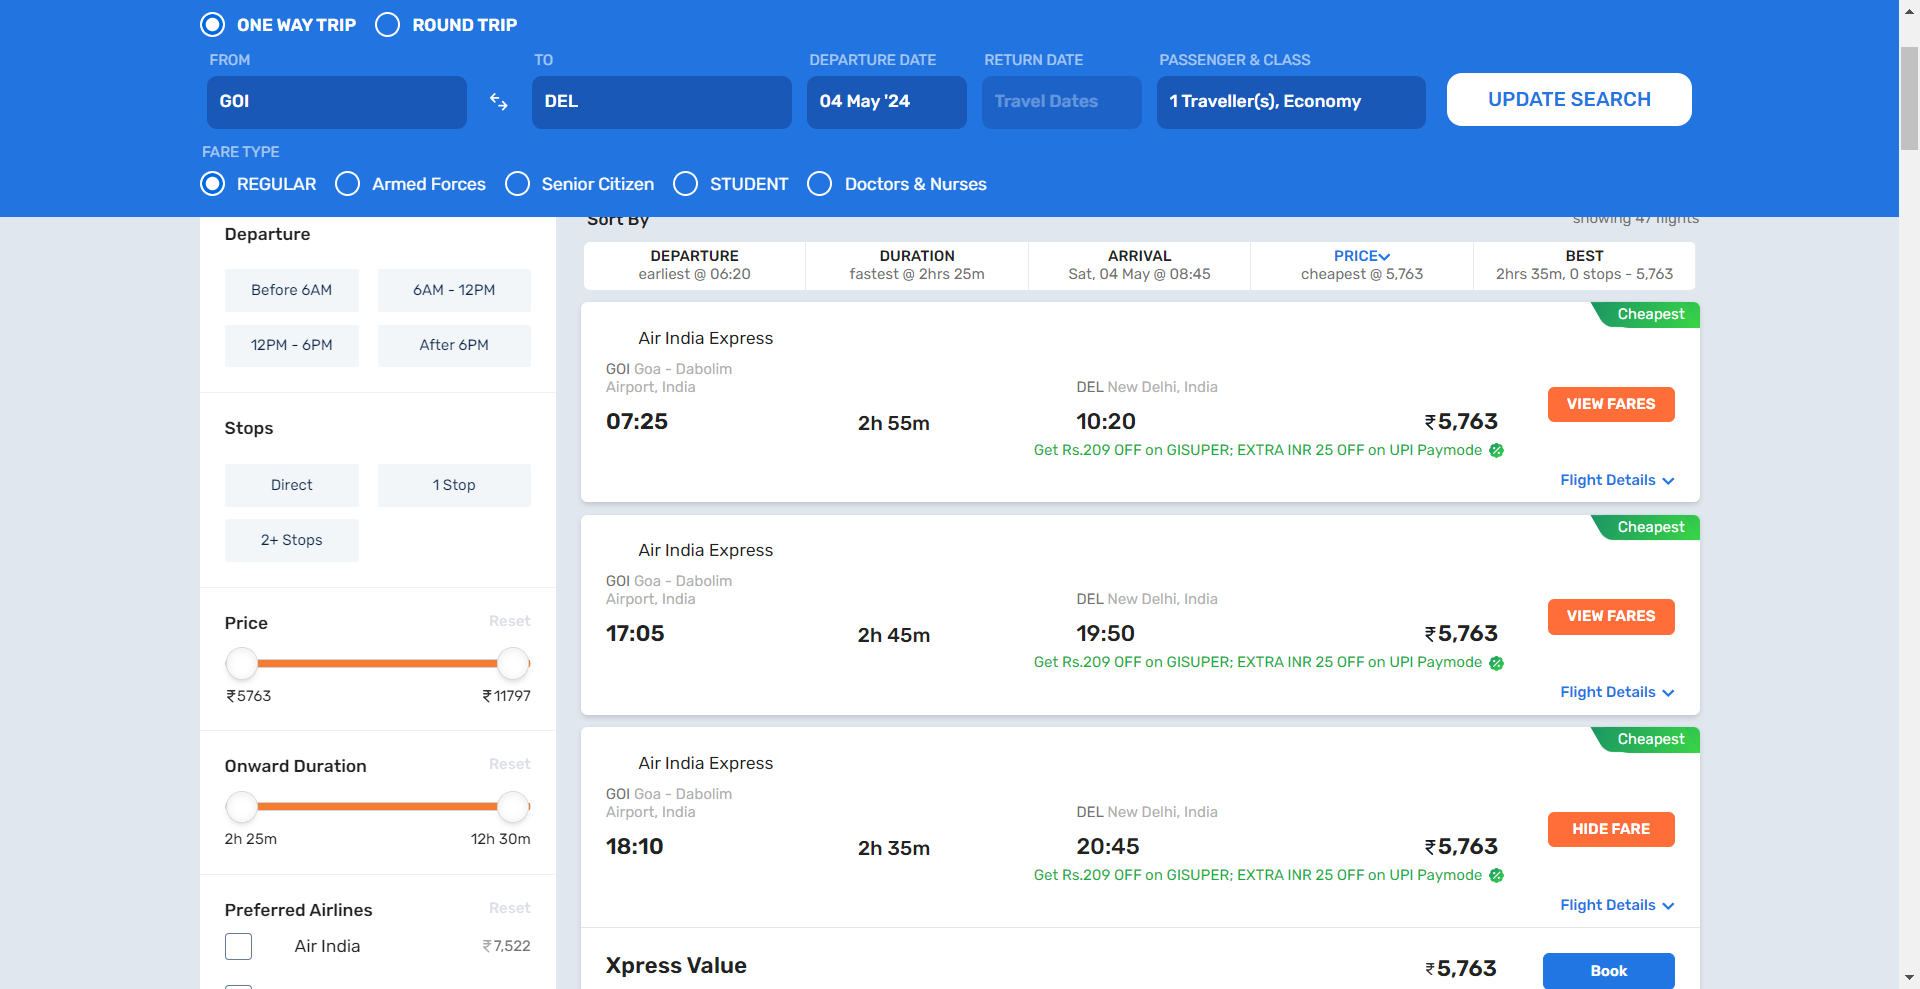 ONE WAY TRIP ROUND TRIP
FROM TO DEPARTURE DATE RETURN DATE PASSENGER & CLASS
GOI DEL 04 May '24 Travel Dates 1 Traveller(s), Economy UPDATE SEARCH
FARE TYPE
REGULAR Armed Forces Senior Citizen STUDENT Doctors & Nurses
Departure
Before 6AM 6AM - 12PM
12PM - 6PM After 6PM
Stops
Direct 1 Stop
2+ Stops
Price Reset
₹5763 ₹11797
Onward Duration Reset
2h 25m 12h 30m
Preferred Airlines Reset
Air India ₹7,522
Sort By showing 47 flights
DEPARTURE DURATION ARRIVAL PRICE BEST
earliest @ 06:20 fastest @ 2hrs 25m Sat, 04 May @ 08:45 cheapest @ 5,763 2hrs 35m, 0 stops - 5,763
Cheapest
Air India Express
GOI Goa - Dabolim
Airport, India DEL New Delhi, India
VIEW FARES
07:25 2h 55m 10:20 ₹5,763
Get Rs.209 OFF on GISUPER; EXTRA INR 25 OFF on UPI Paymode
Flight Details
Cheapest
Air India Express
GOI Goa - Dabolim
Airport, India DEL New Delhi, India
VIEW FARES
17:05 2h 45m 19:50 ₹5,763
Get Rs.209 OFF on GISUPER; EXTRA INR 25 OFF on UPI Paymode
Flight Details
Cheapest
Air India Express
GOI Goa - Dabolim
Airport, India DEL New Delhi, India
HIDE FARE
18:10 2h 35m 20:45 ₹5,763
Get Rs.209 OFF on GISUPER; EXTRA INR 25 OFF on UPI Paymode
Flight Details
Xpress Value ₹5,763 Book